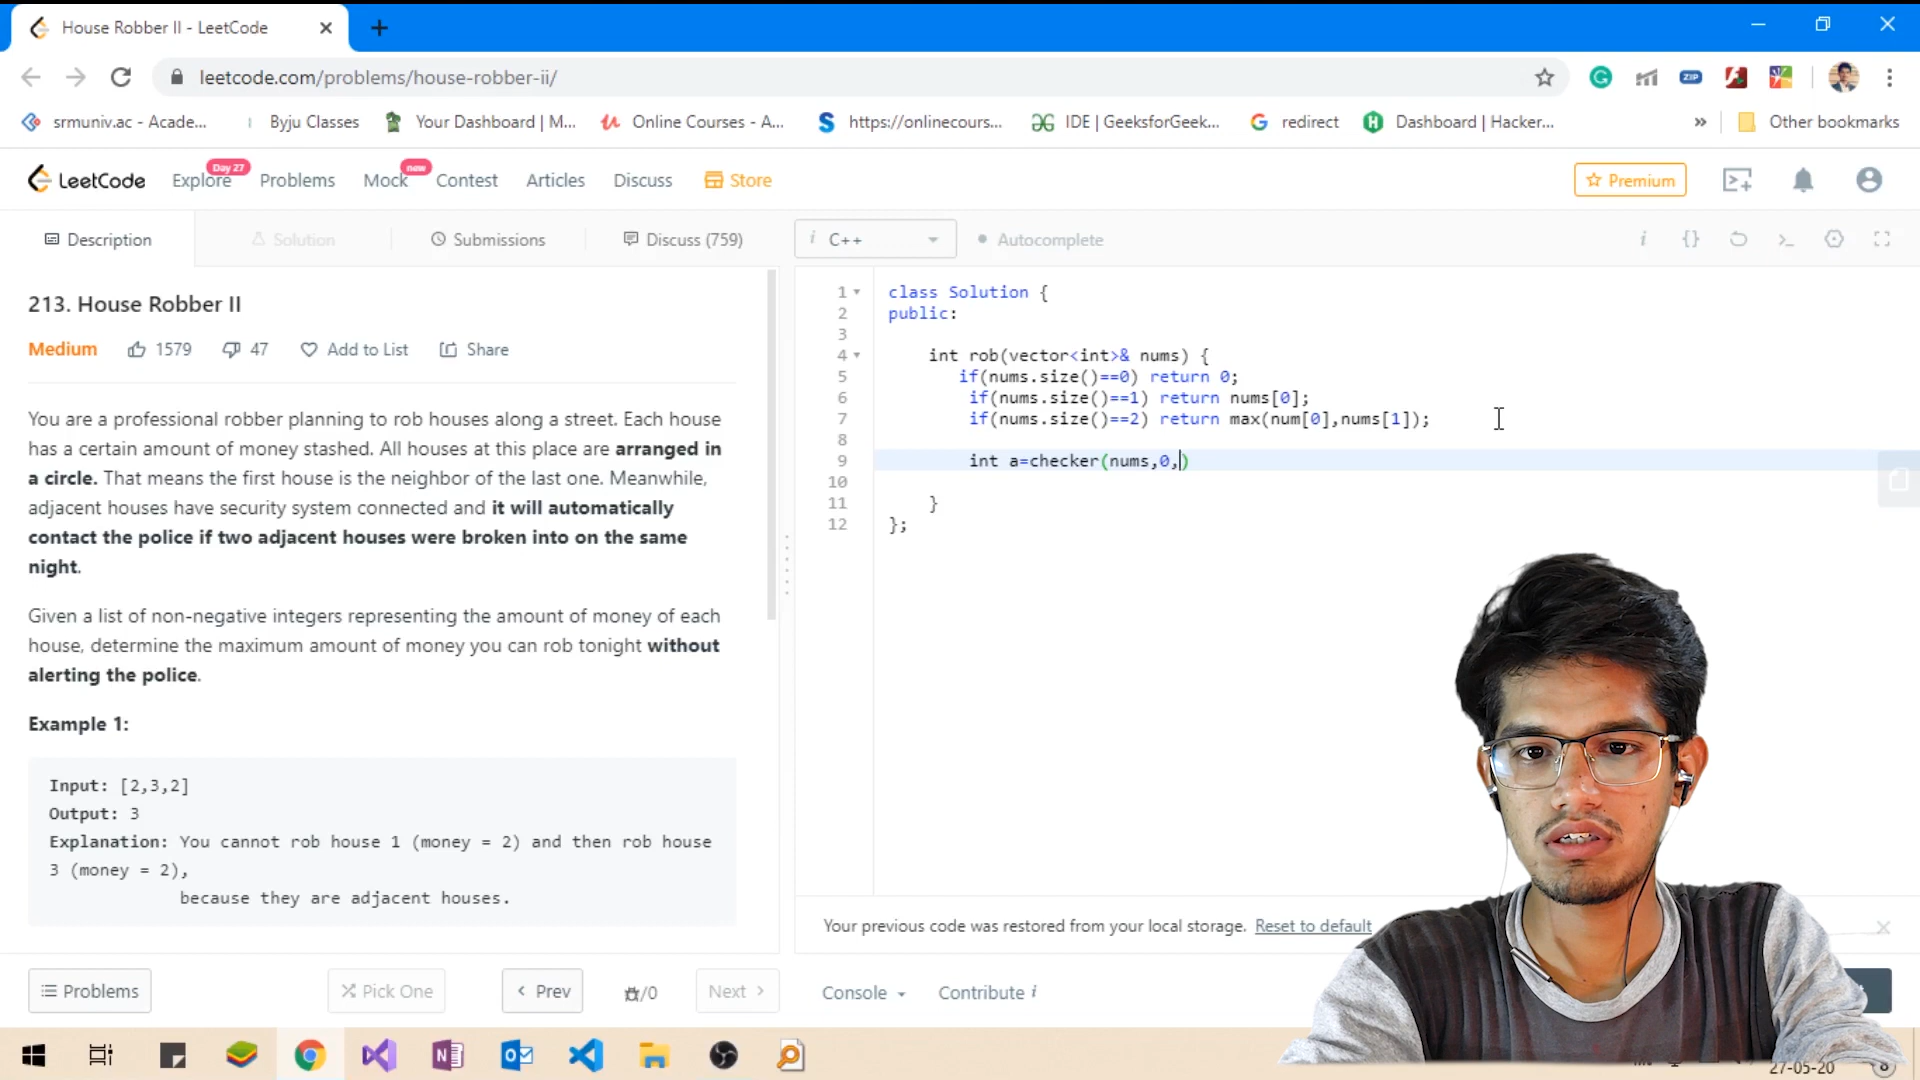 House Robber II - LeetCode
leetcode.com/problems/house-robber-ii/
srmuniv.ac - Acade...
Byju Classes
Your Dashboard | M...
Online Courses - A...
https://onlinecours...
IDE | GeeksforGeek...
redirect
Dashboard | Hacker...
»
Other bookmarks
ZIP
LeetCode
Explore
Day 27
Problems
Mock
new
Contest
Articles
Discuss
Store
Premium
Description
Solution
Submissions
Discuss (759)
i C++
Autocomplete
213. House Robber II
Medium
1579
47
Add to List
Share
You are a professional robber planning to rob houses along a street. Each house
has a certain amount of money stashed. All houses at this place are arranged in
a circle. That means the first house is the neighbor of the last one. Meanwhile,
adjacent houses have security system connected and it will automatically
contact the police if two adjacent houses were broken into on the same
night.
Given a list of non-negative integers representing the amount of money of each
house, determine the maximum amount of money you can rob tonight without
alerting the police.
Example 1:
Input: [2,3,2]
Output: 3
Explanation: You cannot rob house 1 (money = 2) and then rob house
3 (money = 2),
because they are adjacent houses.
1 class Solution {
2 public:
3
4 int rob(vector<int>& nums) {
5 if(nums.size()==0) return 0;
6 if(nums.size()==1) return nums[0];
7 if(nums.size()==2) return max(num[0],nums[1]);
8
9 int a=checker(nums,0,)
10
11 }
12 };
Your previous code was restored from your local storage. Reset to default
Problems
Pick One
Prev
/0
Next
Console
Contribute i
27-05-20